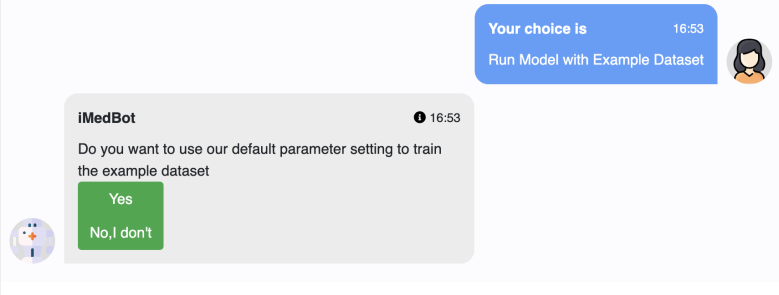 Your choice is 16:53
Run Model with Example Dataset
iMedBot 16:53
Do you want to use our default parameter setting to train
the example dataset
Yes
No,I don't